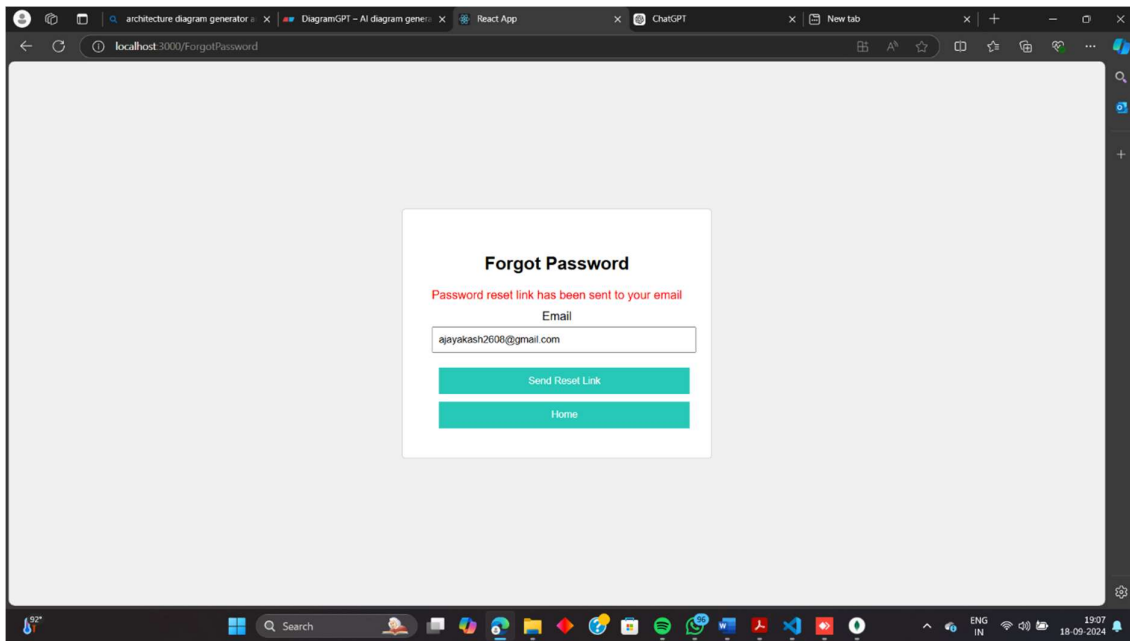 architecture diagram generator a
DiagramGPT – AI diagram gener
React App
ChatGPT
New tab
localhost:3000/ForgotPassword
Forgot Password
Password reset link has been sent to your email
Email
ajayakash2608@gmail.com
Send Reset Link
Home
92°
Search
96
ENG
IN
19:07
18-09-2024